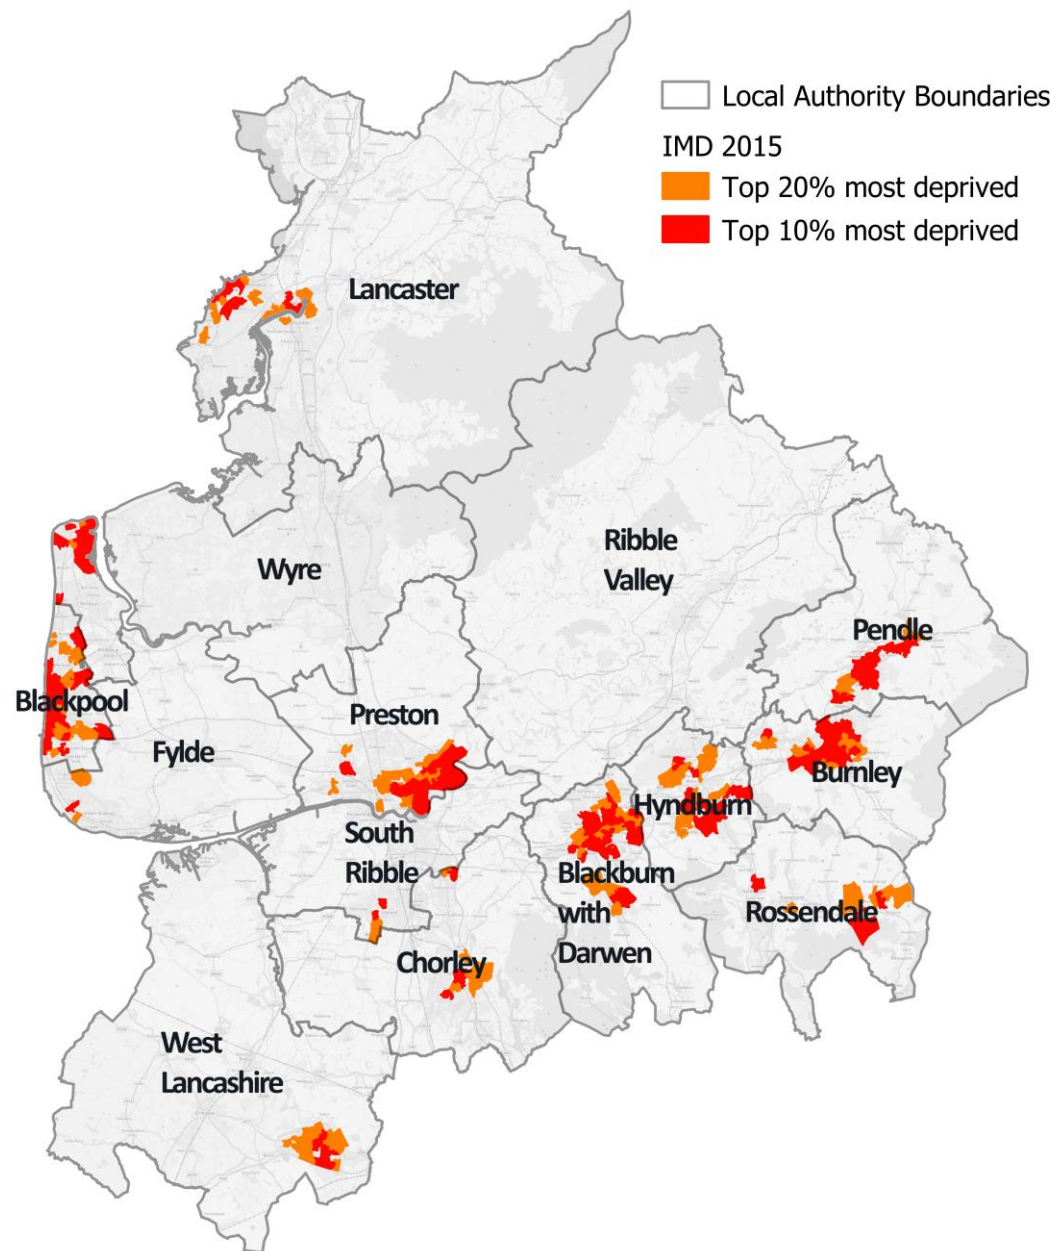 Local Authority Boundaries
IMD 2015
Top 20% most deprived
Top 10% most deprived
Lancaster
Wyre
Ribble
Valley
Pendle
Blackpool
Preston
Fylde
Burnley
Hyndburn
South
Ribble
Blackburn
with
Darwen
Rossendale
Chorley
West
Lancashire